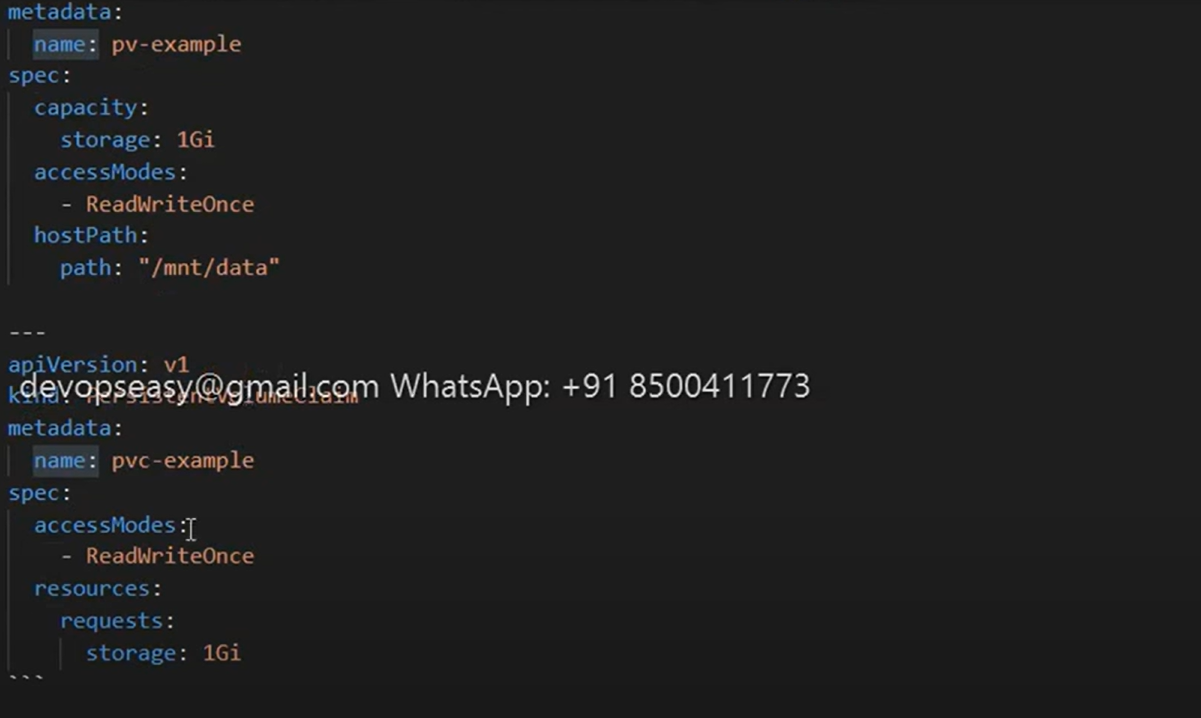 metadata:
name: pv-example
spec:
capacity:
storage: 1Gi
accessModes:
- ReadWriteOnce
hostPath:
path: "/mnt/data"
---
apiVersion: v1
devopseasy@gmail.com WhatsApp: +91 8500411773
kind: PersistentVolumeClaim
metadata:
name: pvc-example
spec:
accessModes:
- ReadWriteOnce
resources:
requests:
storage: 1Gi
```